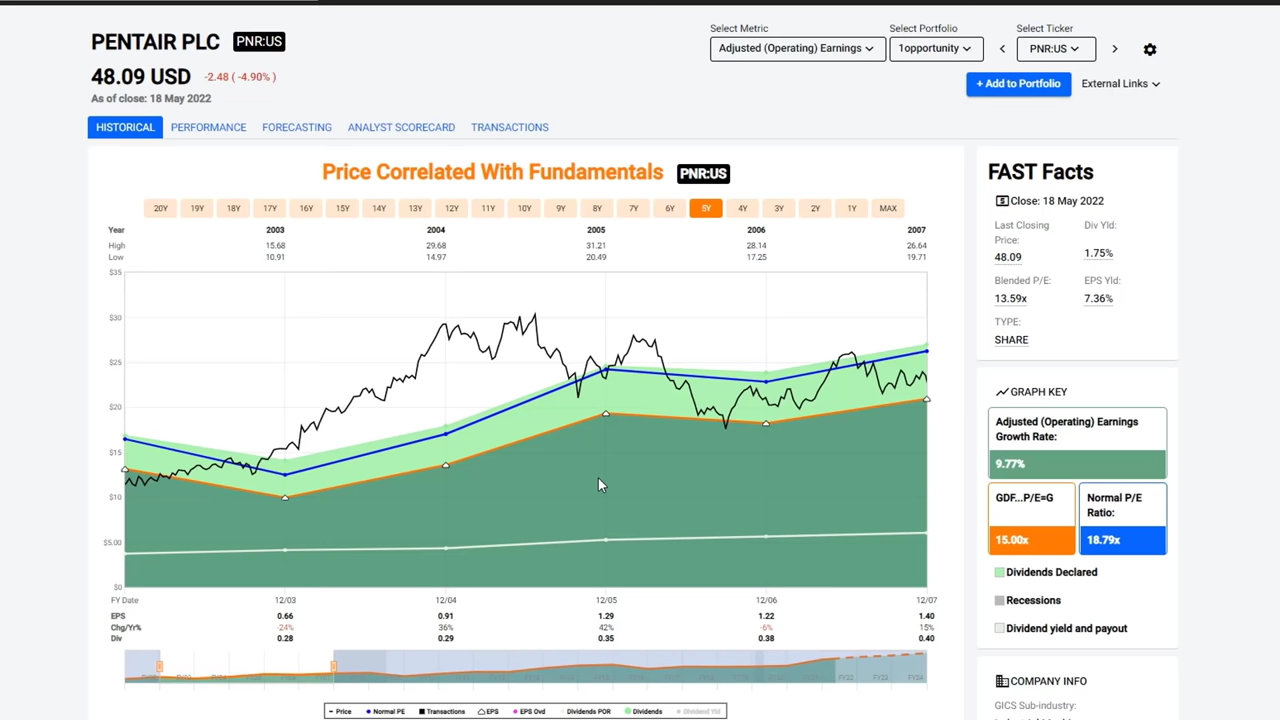 PENTAIR PLC PNR:US
48.09 USD -2.48 ( -4.90% )
As of close: 18 May 2022
Select Metric Select Portfolio Select Ticker
Adjusted (Operating) Earnings 1opportunity PNR:US
+ Add to Portfolio External Links
HISTORICAL PERFORMANCE FORECASTING ANALYST SCORECARD TRANSACTIONS
Price Correlated With Fundamentals PNR:US
20Y 19Y 18Y 17Y 16Y 15Y 14Y 13Y 12Y 11Y 10Y 9Y 8Y 7Y 6Y 5Y 4Y 3Y 2Y 1Y MAX
Year 2003 2004 2005 2006 2007
High 15.68 29.68 31.21 28.14 26.64
Low 10.91 14.97 20.49 17.25 19.71
$35
$30
$25
$20
$15
$10
$5.00
$0
FY Date 12/03 12/04 12/05 12/06 12/07
EPS 0.66 0.91 1.29 1.22 1.40
Chg/Yr% -24% 36% 42% -6% 15%
Div 0.28 0.29 0.35 0.38 0.40
FY22 FY23 FY24
Price Normal PE Transactions EPS EPS Ovd Dividends POR Dividends Dividend Yld
FAST Facts
Close: 18 May 2022
Last Closing Price: 48.09
Div Yld: 1.75%
Blended P/E: 13.59x
EPS Yld: 7.36%
TYPE:
SHARE
GRAPH KEY
Adjusted (Operating) Earnings
Growth Rate:
9.77%
GDF...P/E=G
15.00x
Normal P/E
Ratio:
18.79x
Dividends Declared
Recessions
Dividend yield and payout
COMPANY INFO
GICS Sub-industry: